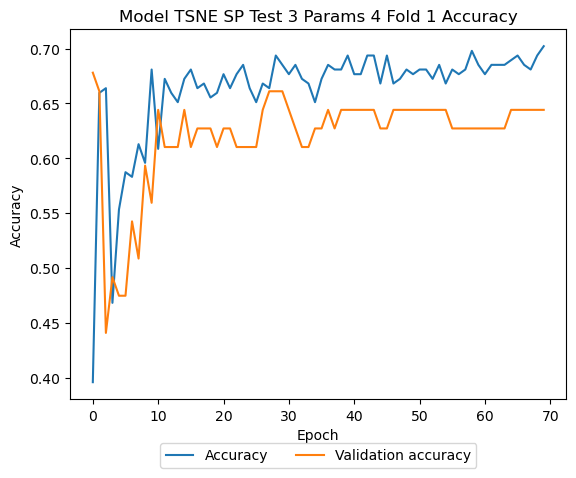 Model TSNE SP Test 3 Params 4 Fold 1 Accuracy
0.70
0.65
0.60
0.55
0.50
0.45
0.40
Accuracy
0 10 20 30 40 50 60 70
Epoch
Accuracy Validation accuracy